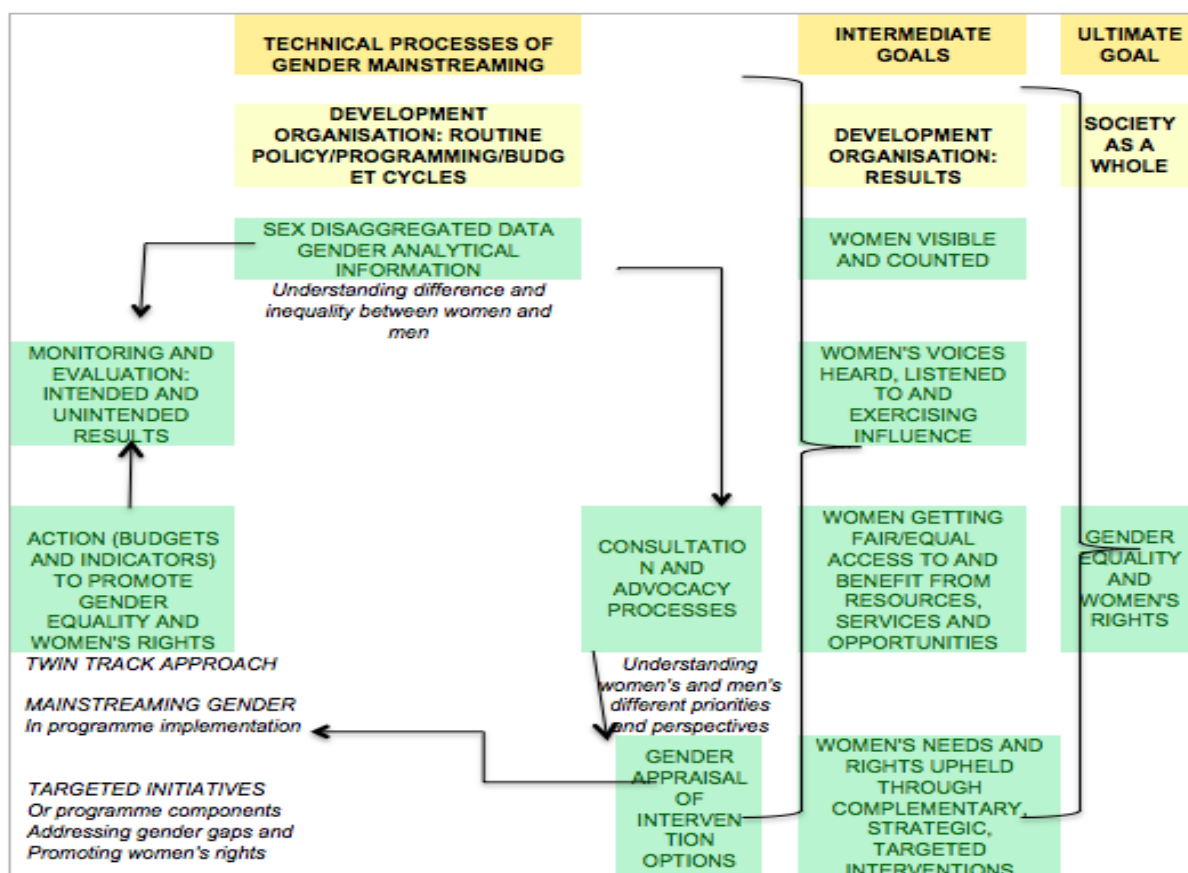 TECHNICAL PROCESSES OF
GENDER MAINSTREAMING
INTERMEDIATE
GOALS
ULTIMATE
GOAL
DEVELOPMENT
ORGANISATION: ROUTINE
POLICY/PROGRAMMING/BUDG
ET CYCLES
DEVELOPMENT
ORGANISATION:
RESULTS
SOCIETY
AS A
WHOLE
SEX DISAGGREGATED DATA
GENDER ANALYTICAL
INFORMATION
Understanding difference and
inequality between women and
men
WOMEN VISIBLE
AND COUNTED
MONITORING AND
EVALUATION:
INTENDED AND
UNINTENDED
RESULTS
WOMEN'S VOICES
HEARD, LISTENED
TO AND
EXERCISING
INFLUENCE
ACTION (BUDGETS
AND INDICATORS)
TO PROMOTE
GENDER
EQUALITY AND
WOMEN'S RIGHTS
TWIN TRACK APPROACH
MAINSTREAMING GENDER
In programme implementation
TARGETED INITIATIVES
Or programme components
Addressing gender gaps and
Promoting women's rights
CONSULTATIO
N AND
ADVOCACY
PROCESSES
Understanding
women's and men's
different priorities
and perspectives
GENDER
APPRAISAL
OF
INTERVEN
TION
OPTIONS
WOMEN GETTING
FAIR/EQUAL
ACCESS TO AND
BENEFIT FROM
RESOURCES,
SERVICES AND
OPPORTUNITIES
WOMEN'S NEEDS AND
RIGHTS UPHELD
THROUGH
COMPLEMENTARY,
STRATEGIC,
TARGETED
INTERVENTIONS
GENDER
EQUALITY
AND
WOMEN'S
RIGHTS